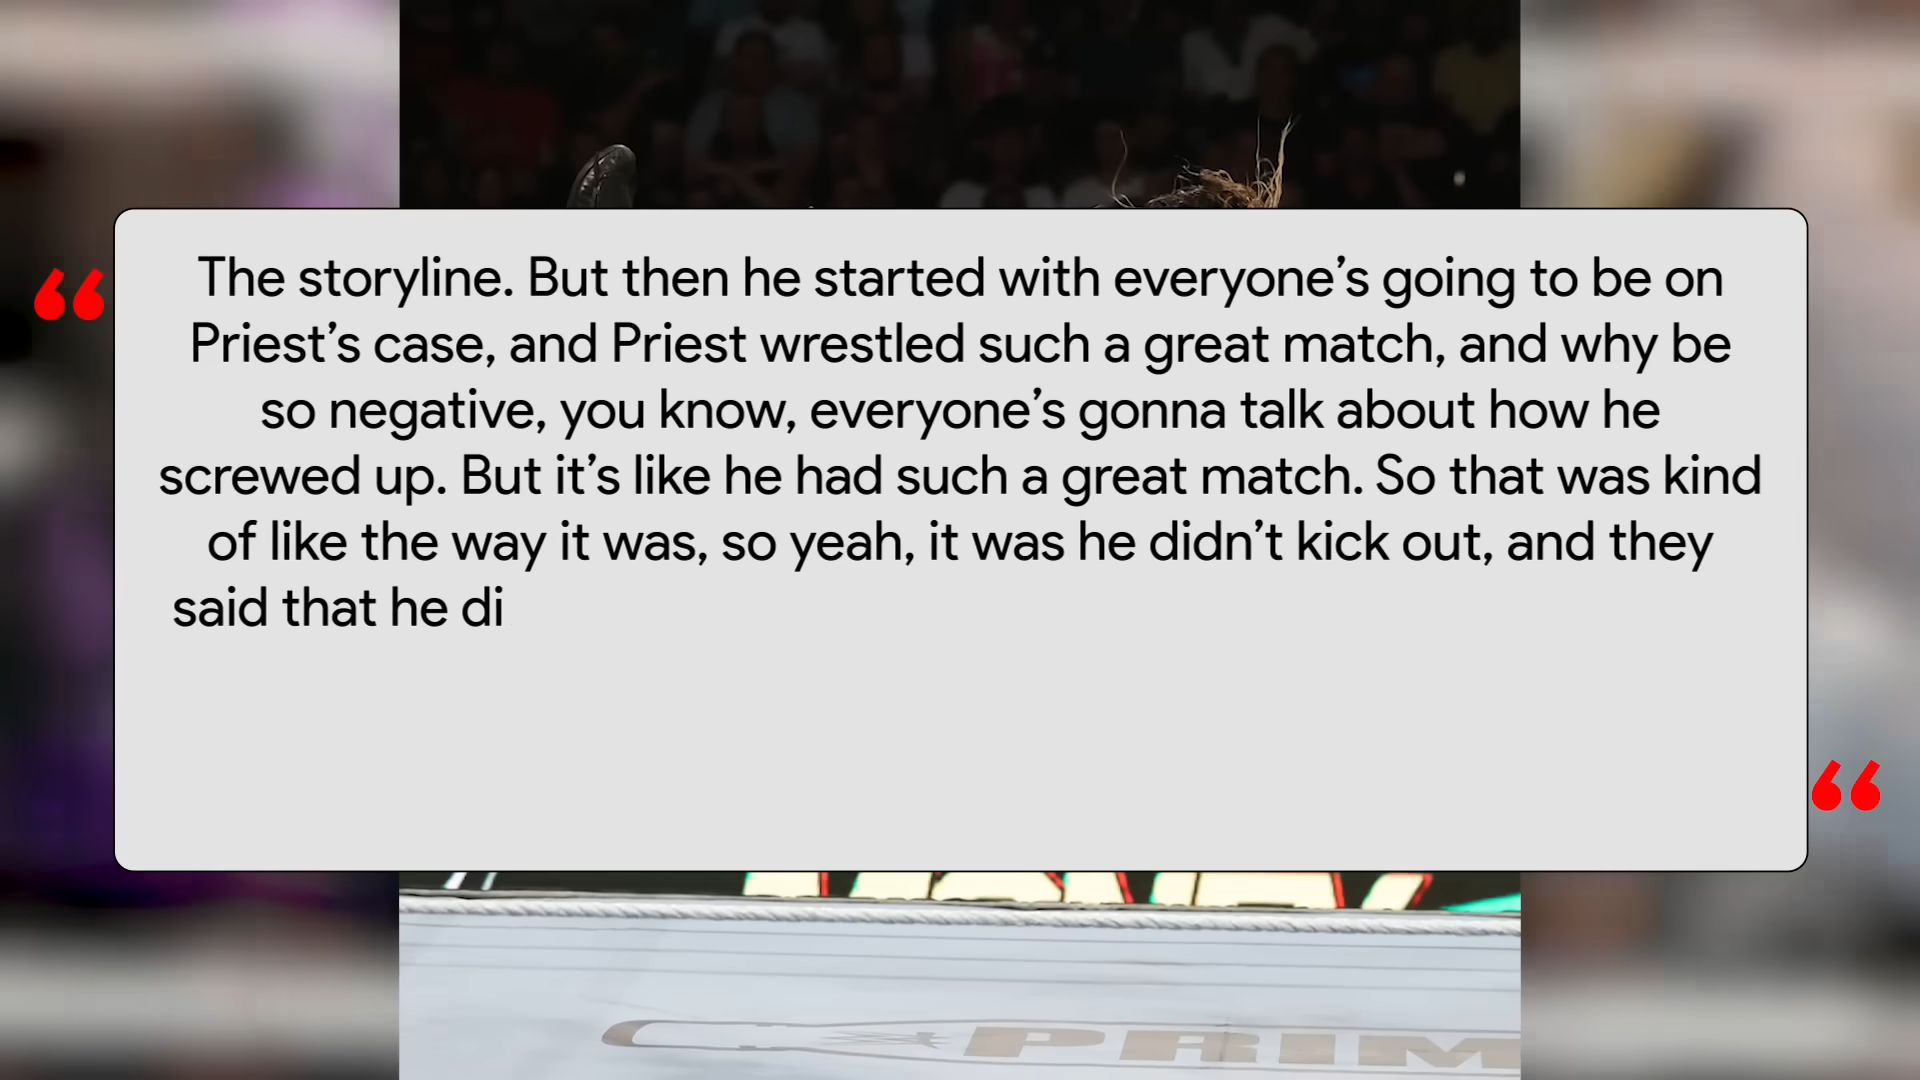 The storyline. But then he started with everyone’s going to be on
Priest’s case, and Priest wrestled such a great match, and why be
so negative, you know, everyone’s gonna talk about how he
screwed up. But it’s like he had such a great match. So that was kind
of like the way it was, so yeah, it was he didn’t kick out, and they
said that he di
PRIM